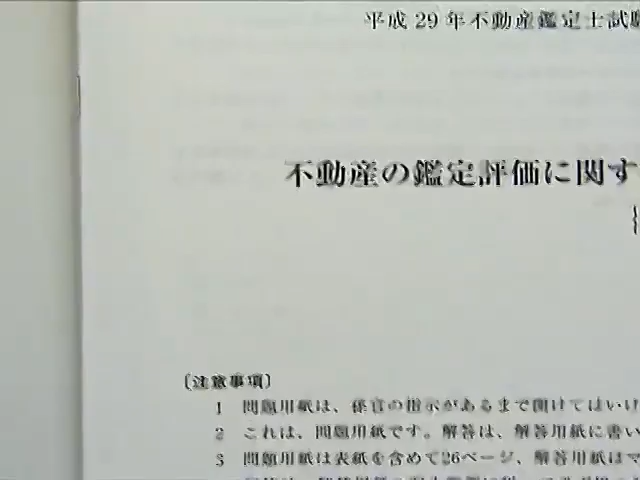 平成 29 年不動産鑑定士試験
不動産の鑑定評価に関す
〔注意事項〕
1 問題用紙は、係官の指示があるまで開けてはいけ
2 これは、問題用紙です。解答は、解答用紙に書い
3 問題用紙は表紙を含めて26ページ、解答用紙はマ